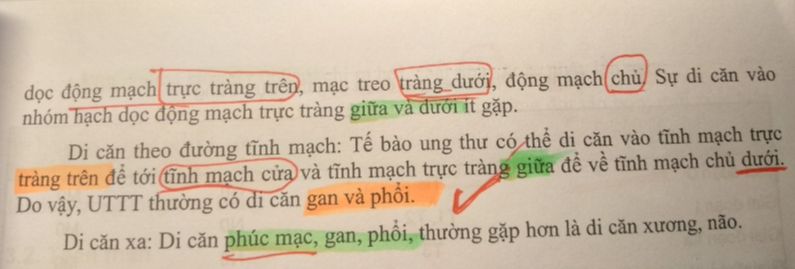 dọc động mạch trực tràng trên, mạc treo tràng dưới, động mạch chủ. Sự di căn vào
nhóm hạch dọc động mạch trực tràng giữa và dưới ít gặp.
Di căn theo đường tĩnh mạch: Tế bào ung thư có thể di căn vào tĩnh mạch trực
tràng trên để tới tĩnh mạch cửa và tĩnh mạch trực tràng giữa để về tĩnh mạch chủ dưới.
Do vậy, UTTT thường có di căn gan và phổi.
Di căn xa: Di căn phúc mạc, gan, phổi, thường gặp hơn là di căn xương, não.